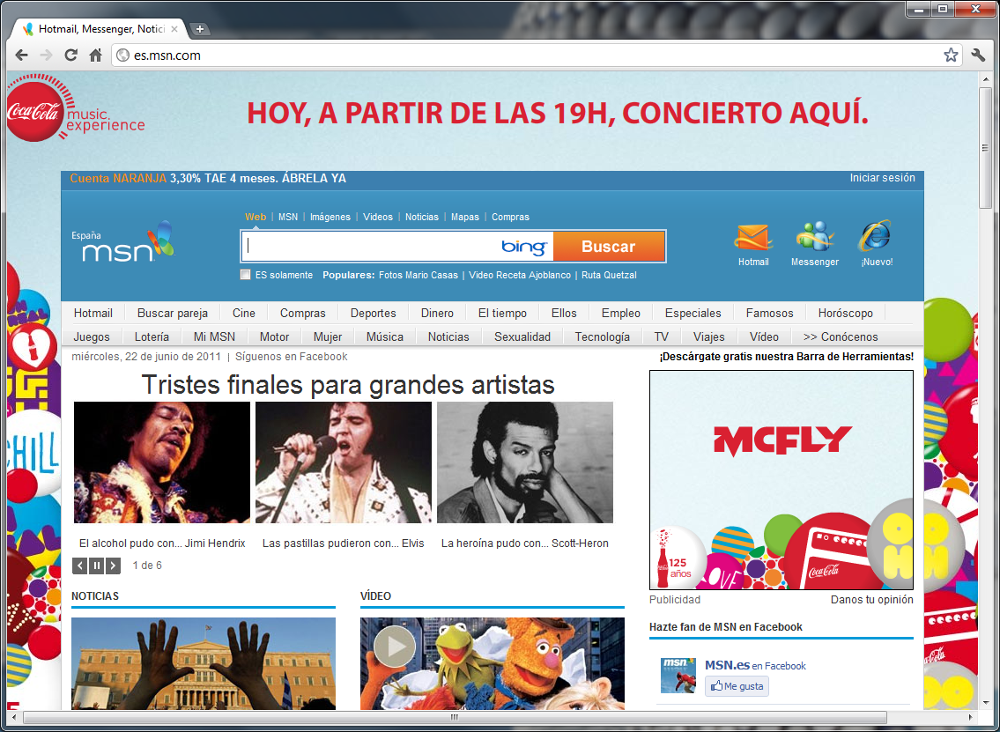 Hotmail, Messenger, Notici
es.msn.com
Coca-Cola
music.
experience
HOY, A PARTIR DE LAS 19H, CONCIERTO AQUÍ.
Cuenta NARANJA 3,30% TAE 4 meses. ÁBRELA YA
Iniciar sesión
España
msn
Web | MSN | Imágenes | Videos | Noticias | Mapas | Compras
bing
Buscar
Hotmail
Messenger
¡Nuevo!
ES solamente Populares: Fotos Mario Casas | Video Receta Ajoblanco | Ruta Quetzal
Hotmail Buscar pareja Cine Compras Deportes Dinero El tiempo Ellos Empleo Especiales Famosos Horóscopo
Juegos Lotería Mi MSN Motor Mujer Música Noticias Sexualidad Tecnología TV Viajes Vídeo >> Conócenos
miércoles, 22 de junio de 2011 | Síguenos en Facebook
¡Descárgate gratis nuestra Barra de Herramientas!
Tristes finales para grandes artistas
El alcohol pudo con... Jimi Hendrix
Las pastillas pudieron con... Elvis
La heroína pudo con... Scott-Heron
1 de 6
MCFLY
125
años
LOVE
Coca-Cola
OOHH
Publicidad
Danos tu opinión
CHILL
NOTICIAS
VÍDEO
Hazte fan de MSN en Facebook
msn
MSN.es en Facebook
Me gusta